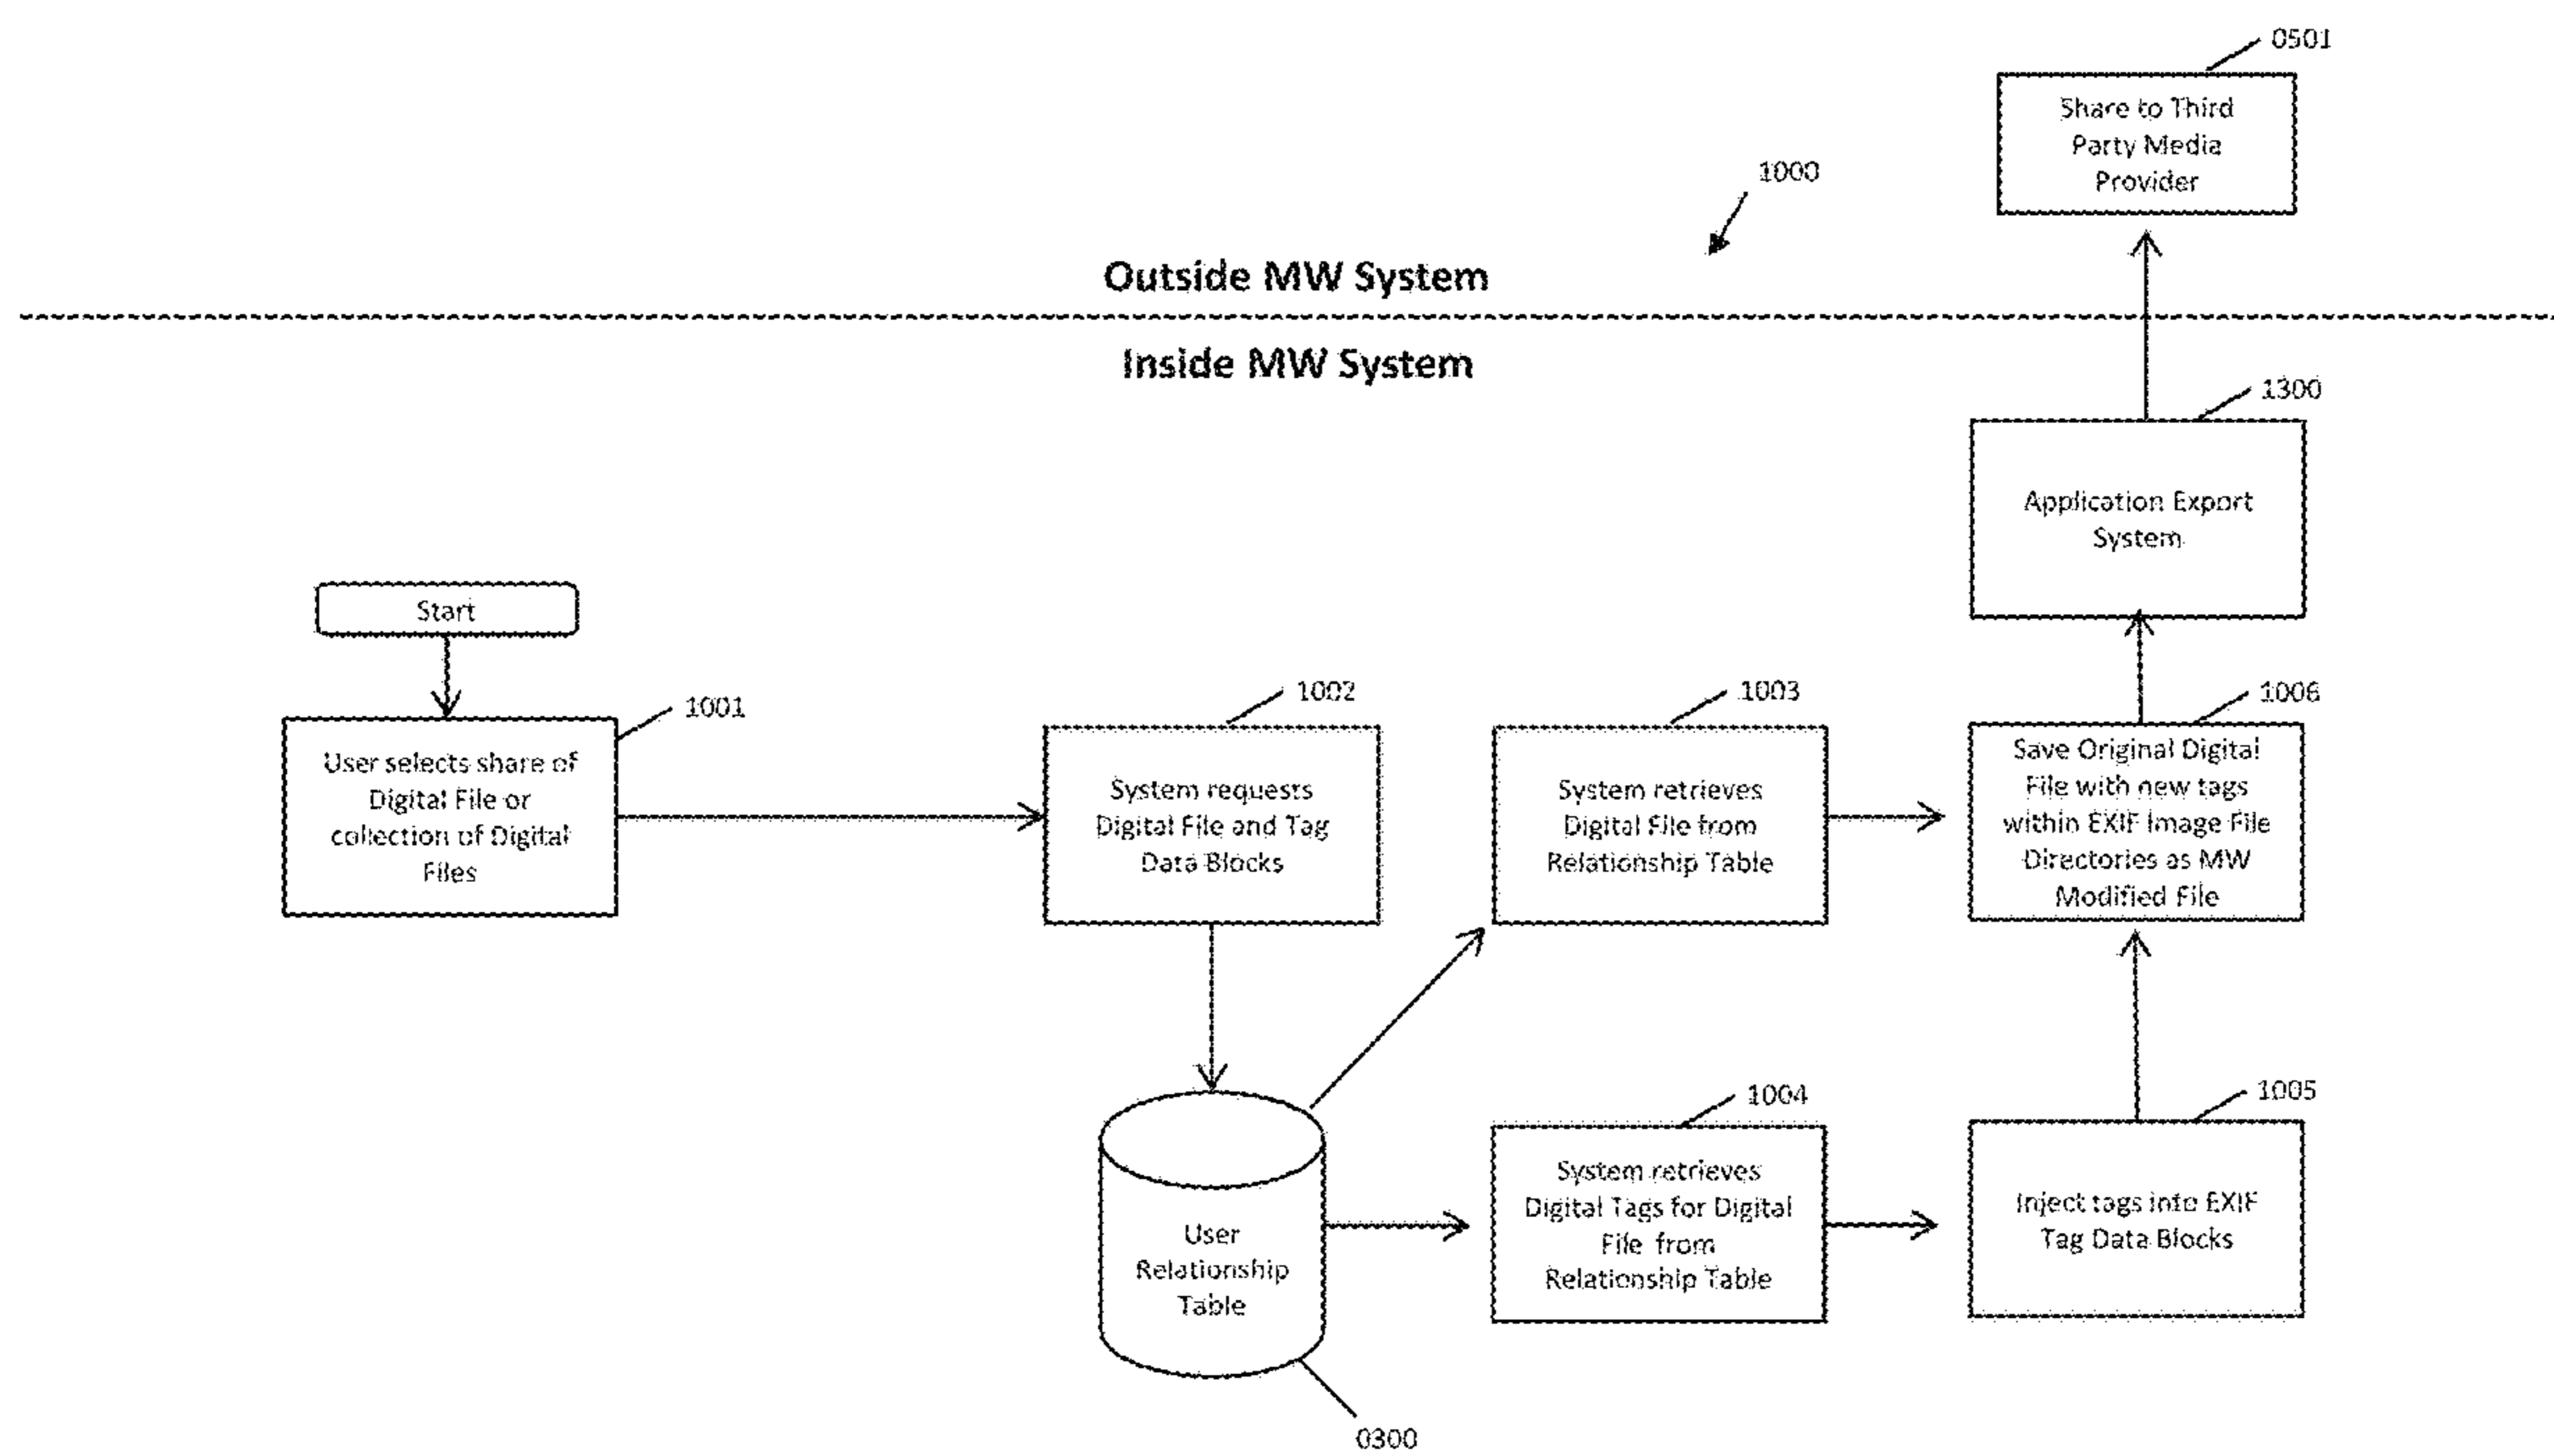 0501
Share to Third
Party Media
Provider
1000
Outside MW System
Inside MW System
1300
Application Export
System
Start
1001
User selects share of
Digital File or
collection of Digital
Files
1002
System requests
Digital File and Tag
Data Blocks
1003
System retrieves
Digital File from
Relationship Table
1006
Save Original Digital
File with new tags
within EXIF Image File
Directories as MW
Modified File
User
Relationship
Table
0300
1004
System retrieves
Digital Tags for Digital
File from
Relationship Table
1005
Inject tags into EXIF
Tag Data Blocks